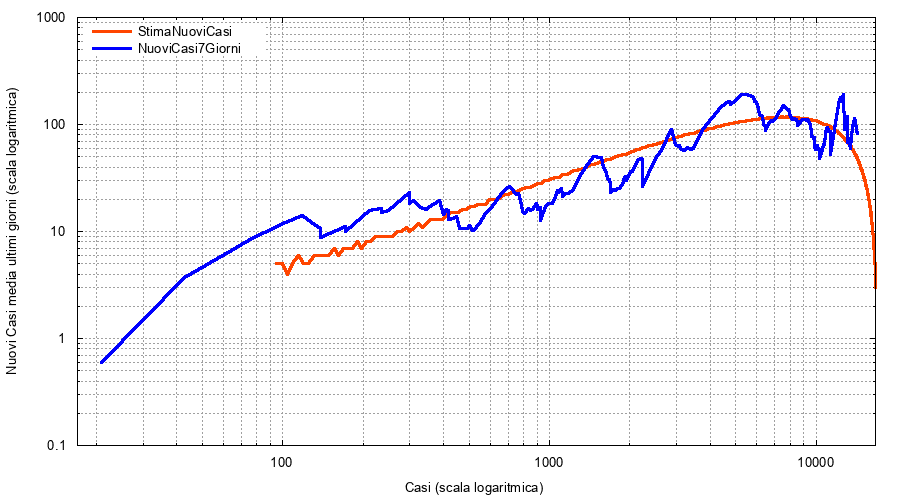 1000
StimaNuoviCasi
NuoviCasi7Giorni
100
10
1
0.1
100
1000
10000
Nuovi Casi media ultimi giorni (scala logaritmica)
Casi (scala logaritmica)